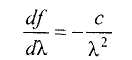 df/dλ = - c/λ²